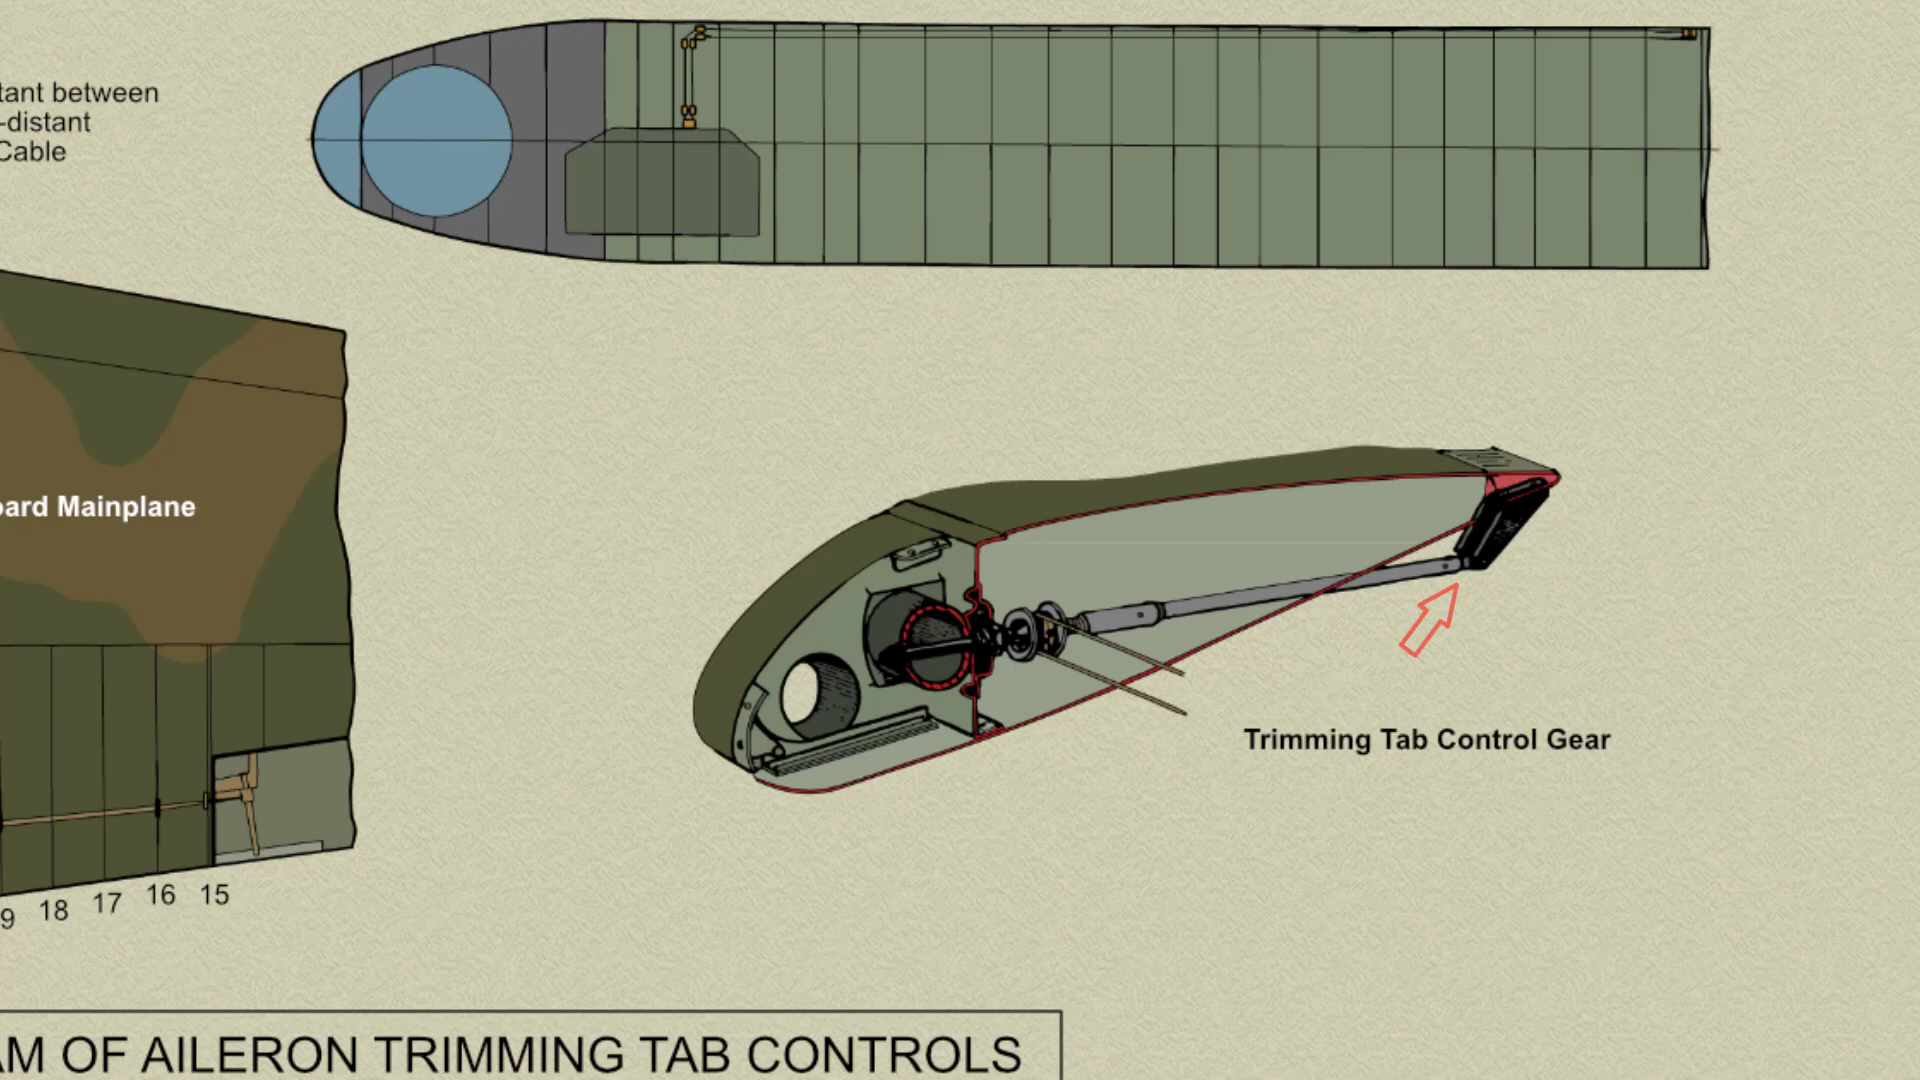 tant between
-distant
Cable
oard Mainplane
Trimming Tab Control Gear
9 18 17 16 15
AM OF AILERON TRIMMING TAB CONTROLS